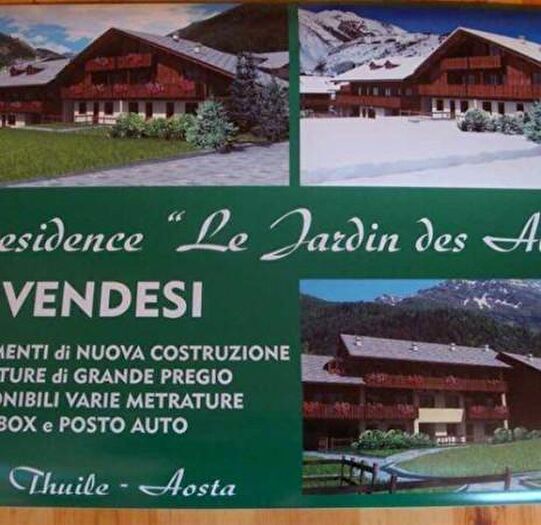 esidence "Le Jardin des A
VENDESI
MENTI di NUOVA COSTRUZIONE
TURE di GRANDE PREGIO
ONIBILI VARIE METRATURE
BOX e POSTO AUTO
Thuile - Aosta